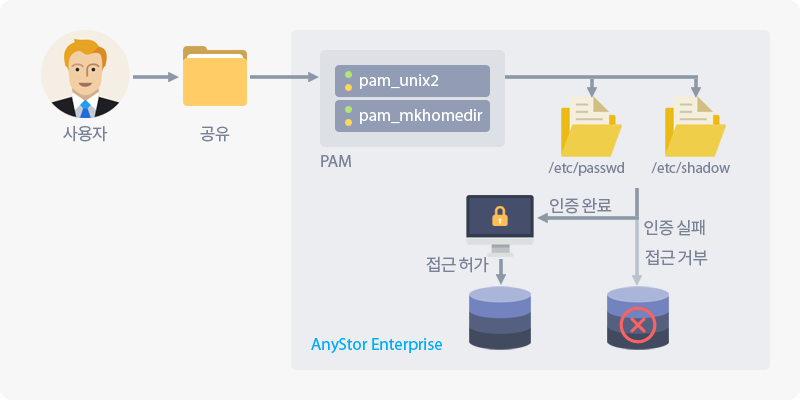 사용자
공유
pam_unix2
pam_mkhomedir
PAM
/etc/passwd
/etc/shadow
인증 완료
인증 실패
접근 거부
접근 허가
AnyStor Enterprise